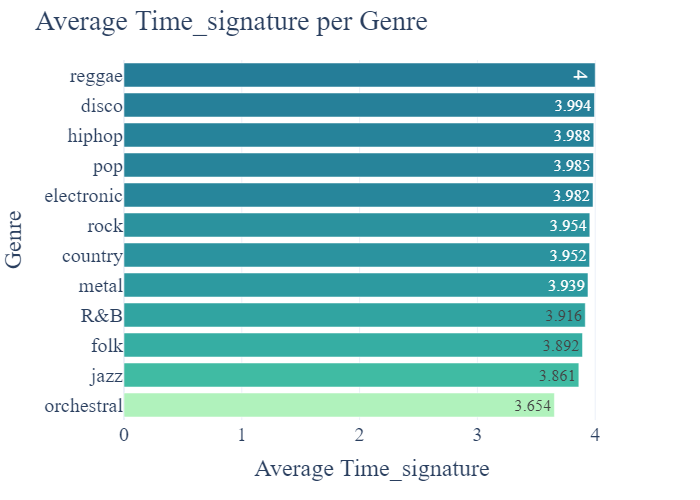 Average Time_signature per Genre
Genre
reggae 4
disco 3.994
hiphop 3.988
pop 3.985
electronic 3.982
rock 3.954
country 3.952
metal 3.939
R&B 3.916
folk 3.892
jazz 3.861
orchestral 3.654
0 1 2 3 4
Average Time_signature